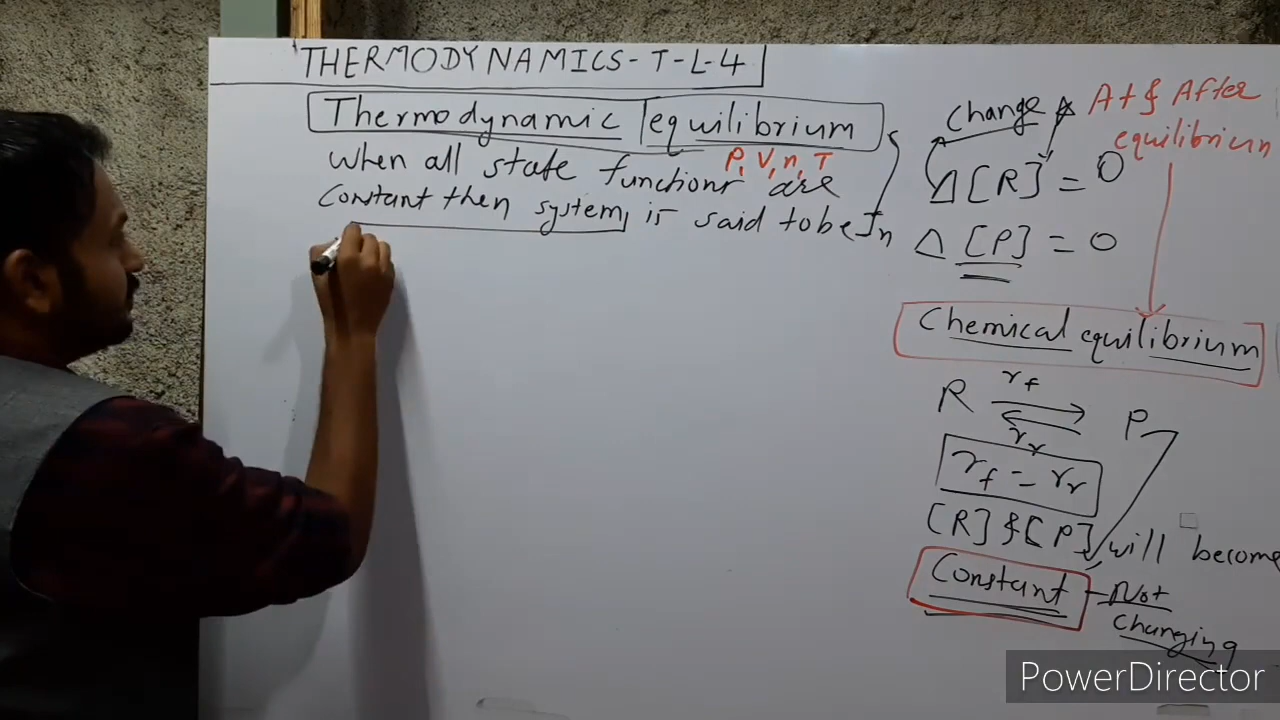 THERMODYNAMICS-T-L-4
Thermodynamic equilibrium
P, V, n, T
when all state functions are
Constant then system, is said to be In
change
At & After
equilibrium
Δ[R] = 0
Δ [P] = 0
Chemical equilibrium
R rf ⇌ rr P
rf = rr
[R] & [P] will become
Constant - Not
Changing
PowerDirector